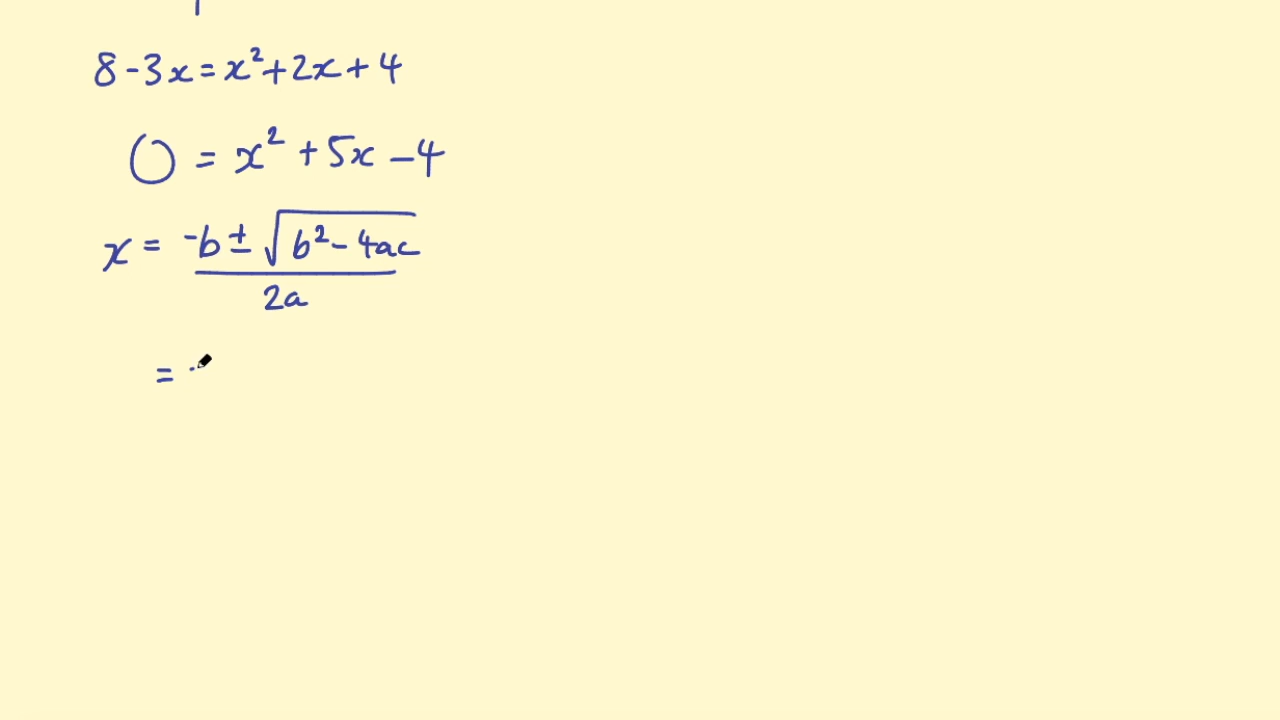 8-3x=x²+2x+4
0 = x² + 5x - 4
x = -b ± √(b² - 4ac)
2a
= -